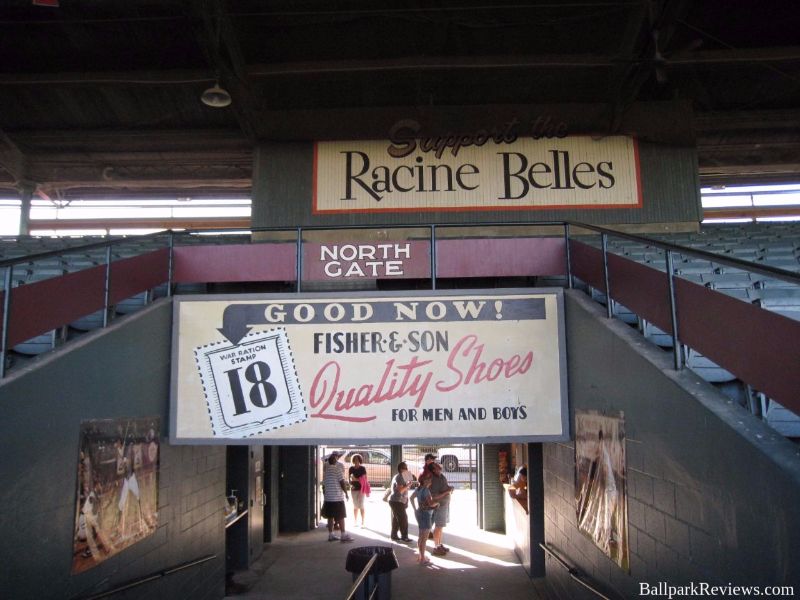 Support the
Racine Belles
NORTH
GATE
GOOD NOW!
WAR RATION
STAMP
18
FISHER-&-SON
Quality Shoes
FOR MEN AND BOYS
BallparkReviews.com